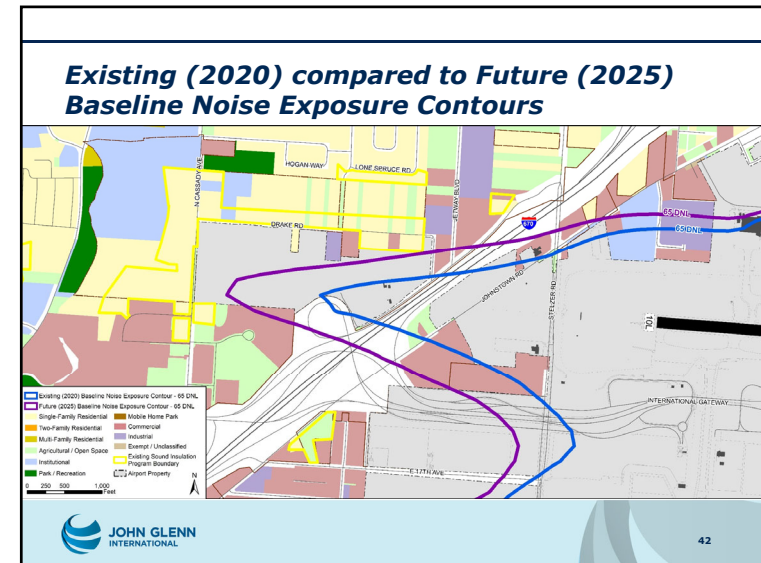 Existing (2020) compared to Future (2025)
Baseline Noise Exposure Contours
N CASSADY AVE
HOGAN WAY
LONE SPRUCE RD
JETWAY BLVD
DRAKE RD
670
65 DNL
65 DNL
JOHNSTOWN RD
STELZER RD
10L
INTERNATIONAL GATEWAY
E 17TH AVE
Existing (2020) Baseline Noise Exposure Contour - 65 DNL
Future (2025) Baseline Noise Exposure Contour - 65 DNL
Single-Family Residential
Two-Family Residential
Multi-Family Residential
Agricultural / Open Space
Institutional
Park / Recreation
Mobile Home Park
Commercial
Industrial
Exempt / Unclassified
Existing Sound Insulation
Program Boundary
Airport Property
0 250 500 1,000
Feet
N
JOHN GLENN
INTERNATIONAL
42